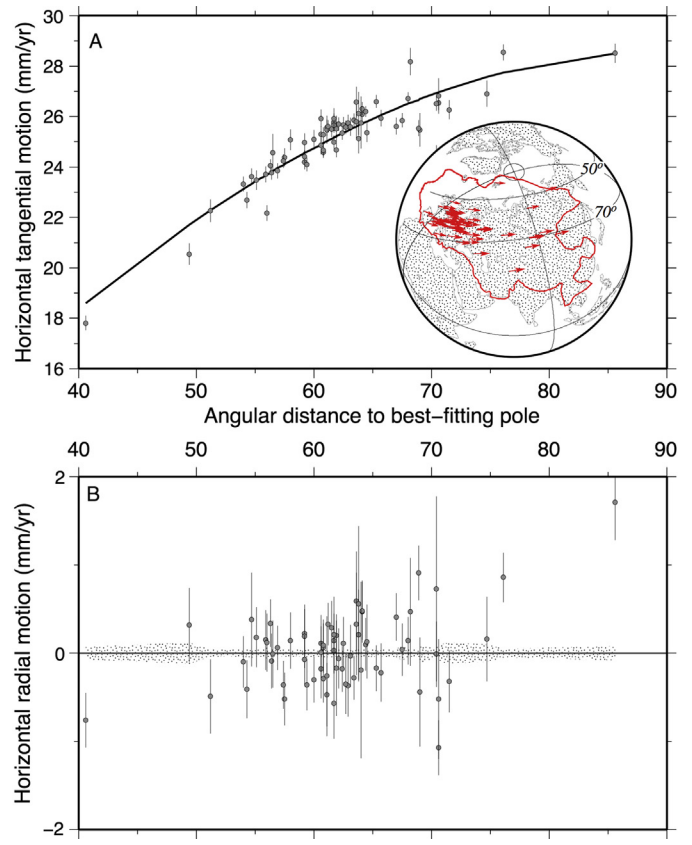 30
28
26
24
22
20
18
16
Horizontal tangential motion (mm/yr)
A
50º
70º
40 50 60 70 80 90
Angular distance to best−fitting pole
40 50 60 70 80 90
2
0
−2
Horizontal radial motion (mm/yr)
B